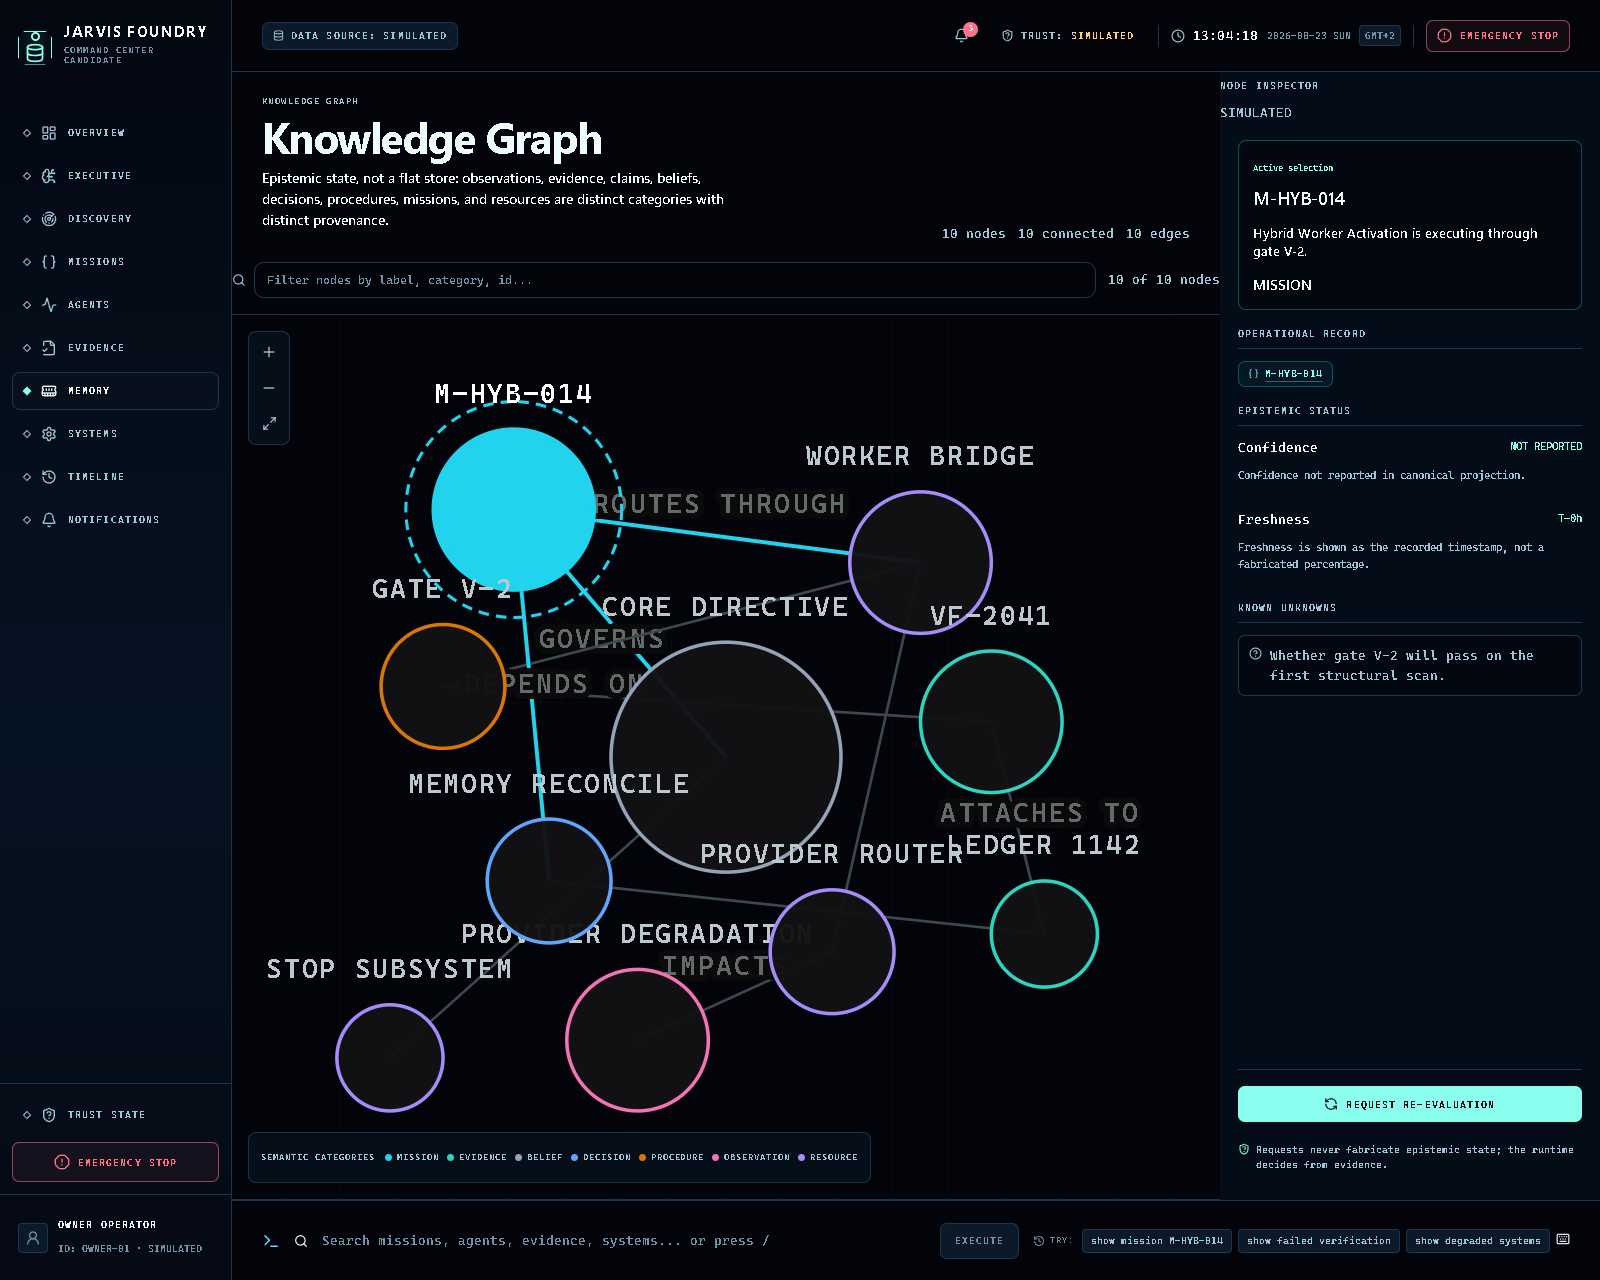 JARVIS FOUNDRY
COMMAND CENTER
CANDIDATE
OVERVIEW
EXECUTIVE
DISCOVERY
MISSIONS
AGENTS
EVIDENCE
MEMORY
SYSTEMS
TIMELINE
NOTIFICATIONS
TRUST STATE
EMERGENCY STOP
OWNER OPERATOR
ID: OWNER-01 • SIMULATED
DATA SOURCE: SIMULATED
3
TRUST: SIMULATED
13:04:18 2026-08-23 SUN GMT+2
EMERGENCY STOP
KNOWLEDGE GRAPH
Knowledge Graph
Epistemic state, not a flat store: observations, evidence, claims, beliefs,
decisions, procedures, missions, and resources are distinct categories with
distinct provenance.
10 nodes 10 connected 10 edges
Filter nodes by label, category, id...
10 of 10 nodes
M-HYB-014
WORKER BRIDGE
ROUTES THROUGH
GATE V-2
CORE DIRECTIVE
VF-2041
GOVERNS
DEPENDS ON
MEMORY RECONCILE
ATTACHES TO
LEDGER 1142
PROVIDER ROUTER
PROVIDER DEGRADATION
IMPACT
STOP SUBSYSTEM
SEMANTIC CATEGORIES MISSION EVIDENCE BELIEF DECISION PROCEDURE OBSERVATION RESOURCE
NODE INSPECTOR
SIMULATED
Active selection
M-HYB-014
Hybrid Worker Activation is executing through
gate V-2.
MISSION
OPERATIONAL RECORD
{} M-HYB-014
EPISTEMIC STATUS
Confidence NOT REPORTED
Confidence not reported in canonical projection.
Freshness T-0h
Freshness is shown as the recorded timestamp, not a
fabricated percentage.
KNOWN UNKNOWNS
Whether gate V-2 will pass on the
first structural scan.
REQUEST RE-EVALUATION
Requests never fabricate epistemic state; the runtime
decides from evidence.
Search missions, agents, evidence, systems... or press /
EXECUTE
TRY: show mission M-HYB-014 show failed verification show degraded systems